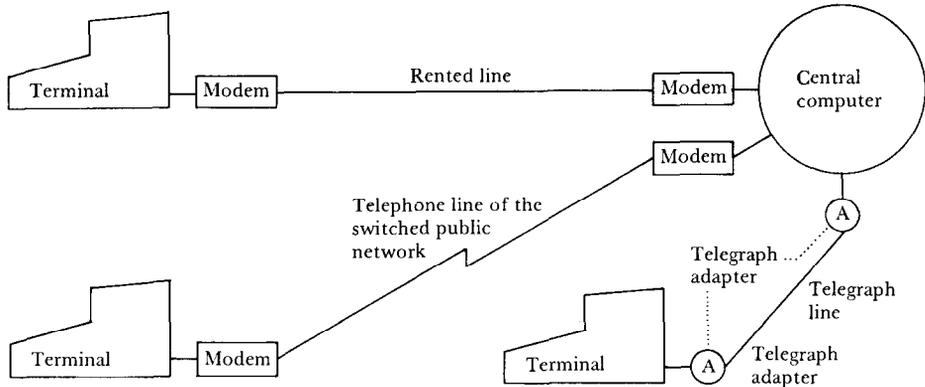 Terminal
Modem
Rented line
Modem
Central
computer
Modem
Telephone line of the
switched public
network
A
Telegraph
adapter
Telegraph
line
Terminal
Modem
Terminal
A
Telegraph
adapter